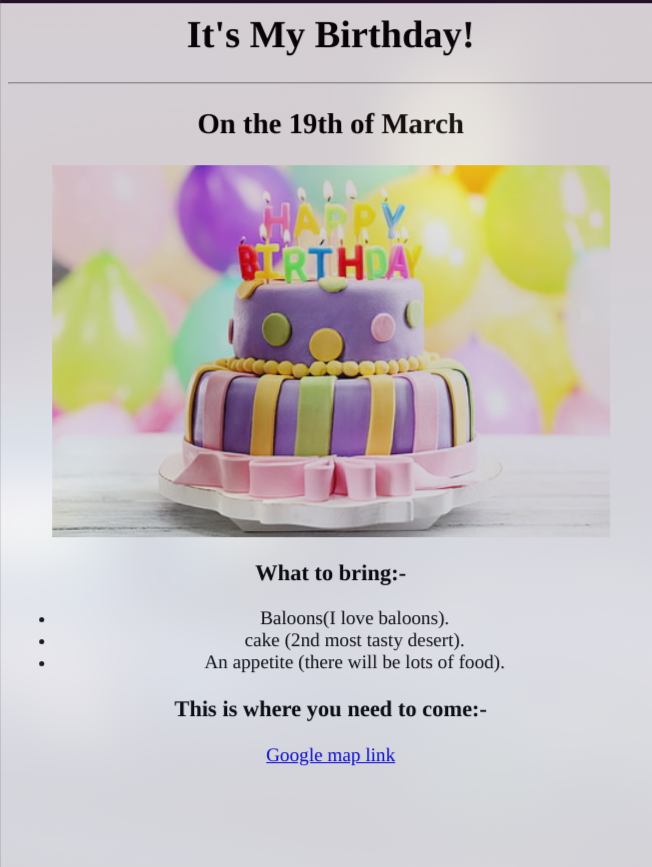 It's My Birthday!
On the 19th of March
HAPPY
BIRTHDAY
What to bring:-
Baloons(I love baloons).
cake (2nd most tasty desert).
An appetite (there will be lots of food).
This is where you need to come:-
Google map link